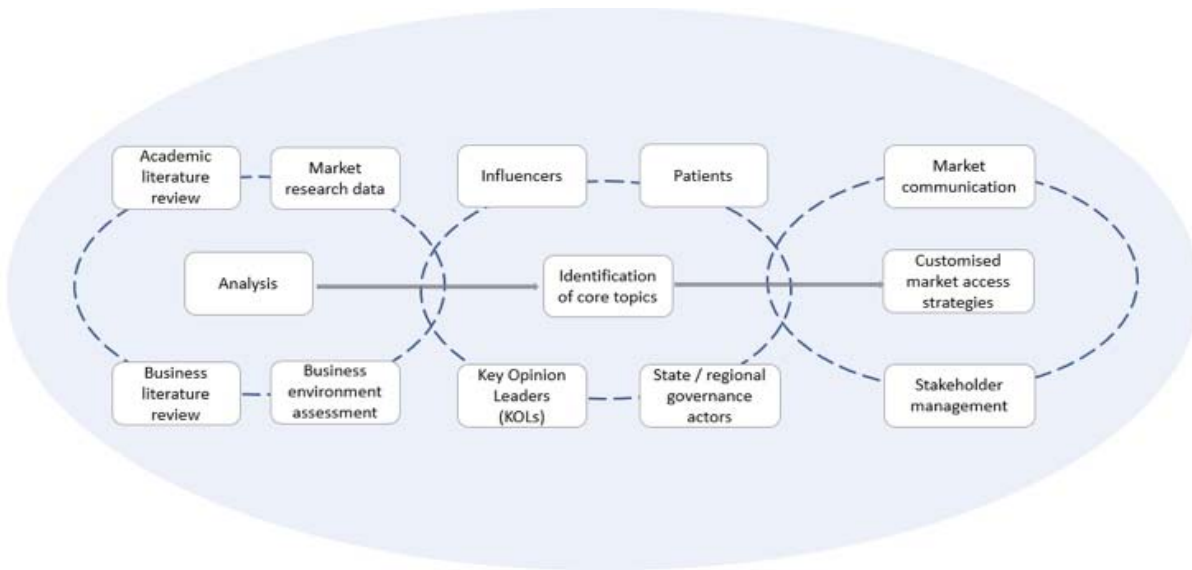 Academic
literature
review
Market
research data
Influencers
Patients
Market
communication
Analysis
Identification
of core topics
Customised
market access
strategies
Business
literature
review
Business
environment
assessment
Key Opinion
Leaders
(KOLs)
State / regional
governance
actors
Stakeholder
management